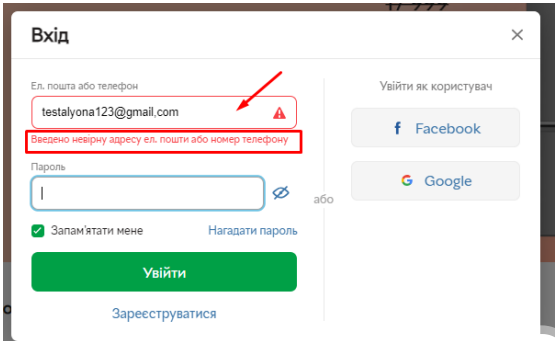 Вхід
Ел. пошта або телефон
testalyona123@gmail,com
Введено невірну адресу ел. пошти або номер телефону
Пароль
Запам'ятати мене
Нагадати пароль
Увійти
Зареєструватися
або
Увійти як користувач
Facebook
Google